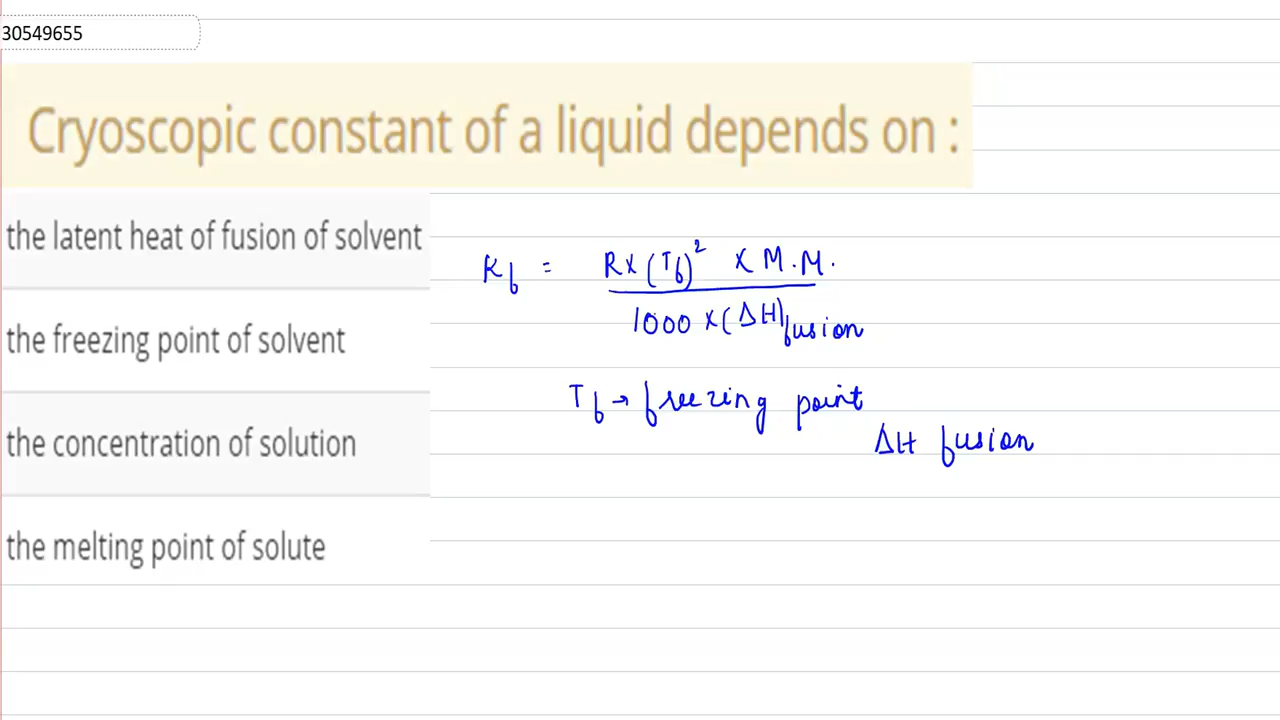 30549655
Cryoscopic constant of a liquid depends on :
the latent heat of fusion of solvent
the freezing point of solvent
the concentration of solution
the melting point of solute
Kf = R×(Tf)² × M.M.
1000 ×(ΔH)fusion
Tf → freezing point
ΔH fusion